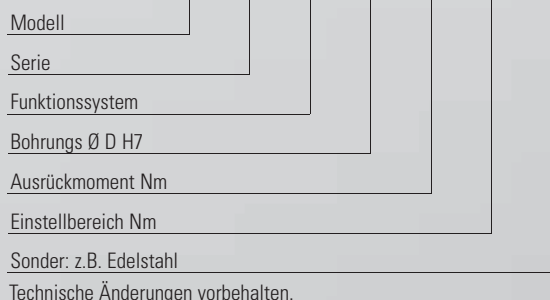 Modell
Serie
Funktionssystem
Bohrungs Ø D H7
Ausrückmoment Nm
Einstellbereich Nm
Sonder: z.B. Edelstahl
Technische Änderungen vorbehalten.